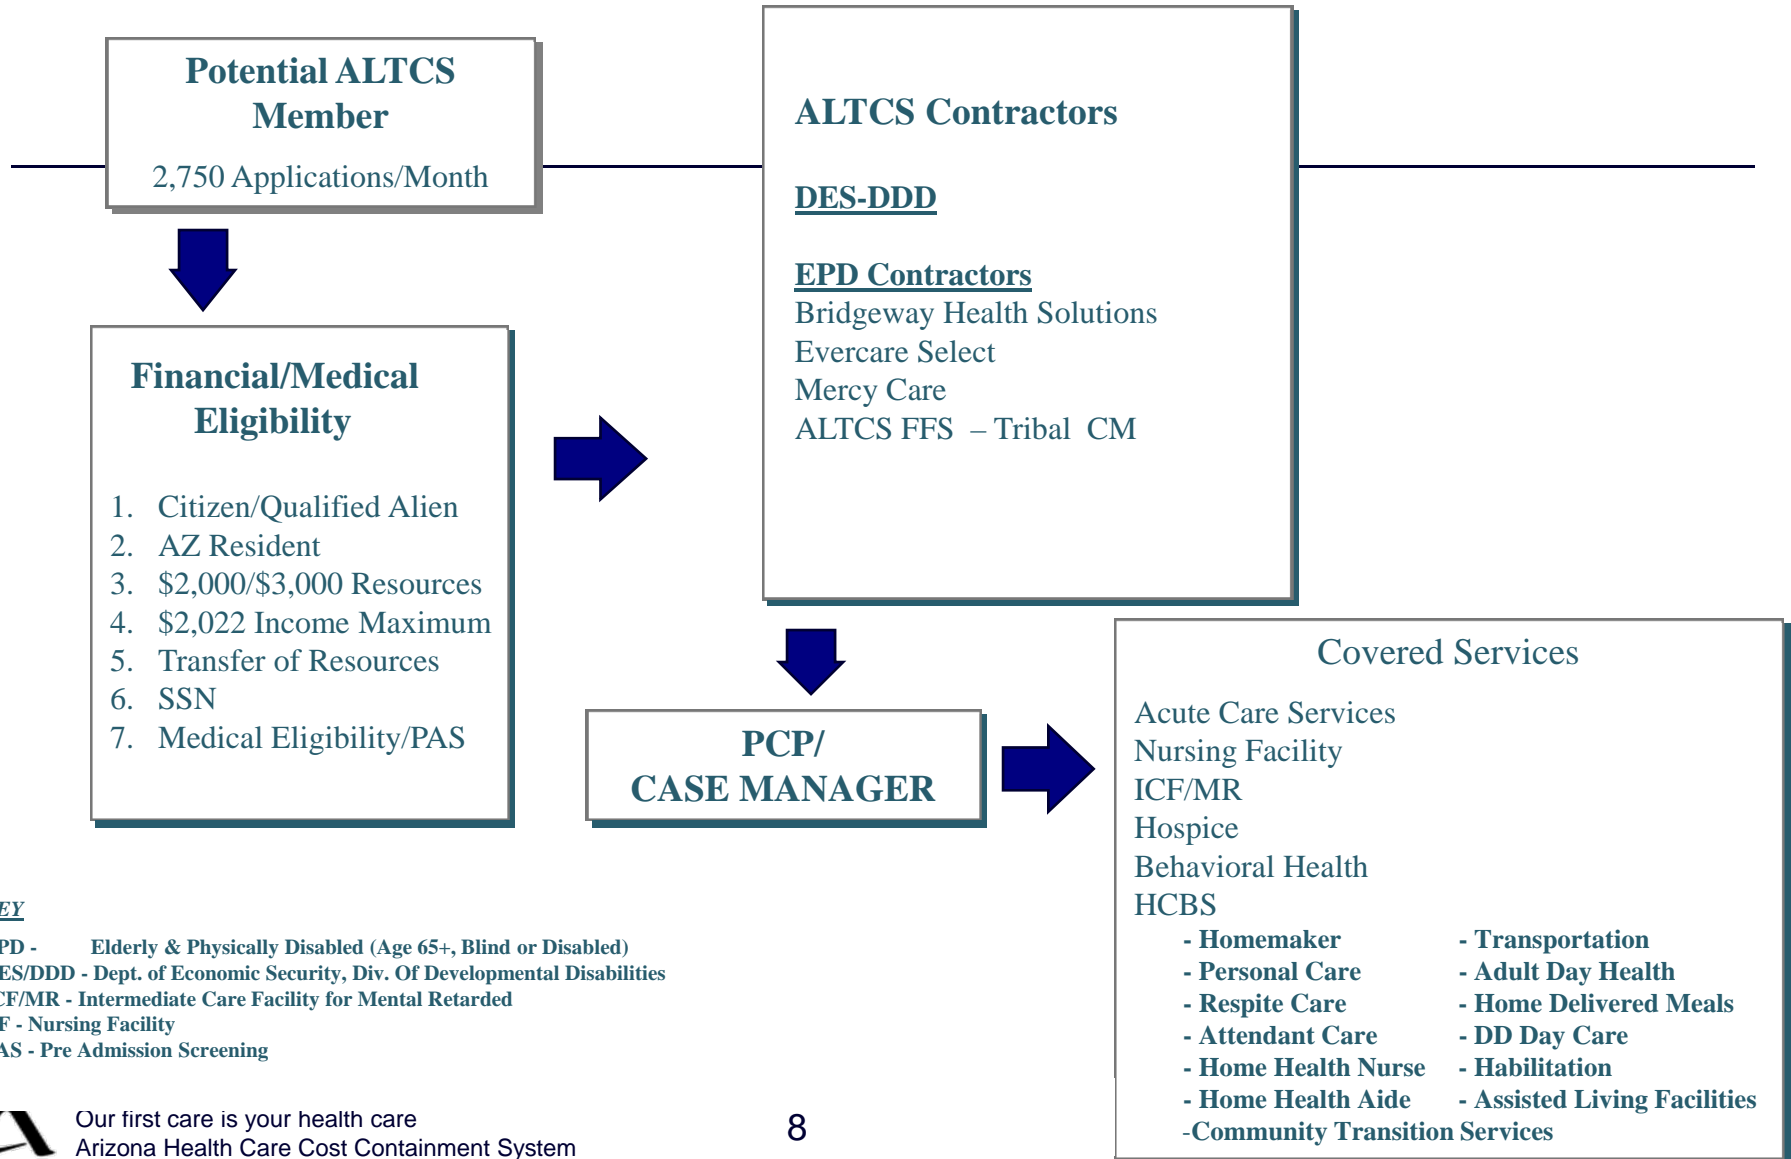 Potential ALTCS
Member
2,750 Applications/Month
Financial/Medical
Eligibility
1. Citizen/Qualified Alien
2. AZ Resident
3. $2,000/$3,000 Resources
4. $2,022 Income Maximum
5. Transfer of Resources
6. SSN
7. Medical Eligibility/PAS
ALTCS Contractors
DES-DDD
EPD Contractors
Bridgeway Health Solutions
Evercare Select
Mercy Care
ALTCS FFS – Tribal CM
PCP/
CASE MANAGER
Covered Services
Acute Care Services
Nursing Facility
ICF/MR
Hospice
Behavioral Health
HCBS
- Homemaker - Transportation
- Personal Care - Adult Day Health
- Respite Care - Home Delivered Meals
- Attendant Care - DD Day Care
- Home Health Nurse - Habilitation
- Home Health Aide - Assisted Living Facilities
-Community Transition Services
EY
PD - Elderly & Physically Disabled (Age 65+, Blind or Disabled)
ES/DDD - Dept. of Economic Security, Div. Of Developmental Disabilities
CF/MR - Intermediate Care Facility for Mental Retarded
F - Nursing Facility
AS - Pre Admission Screening
Our first care is your health care
Arizona Health Care Cost Containment System
8